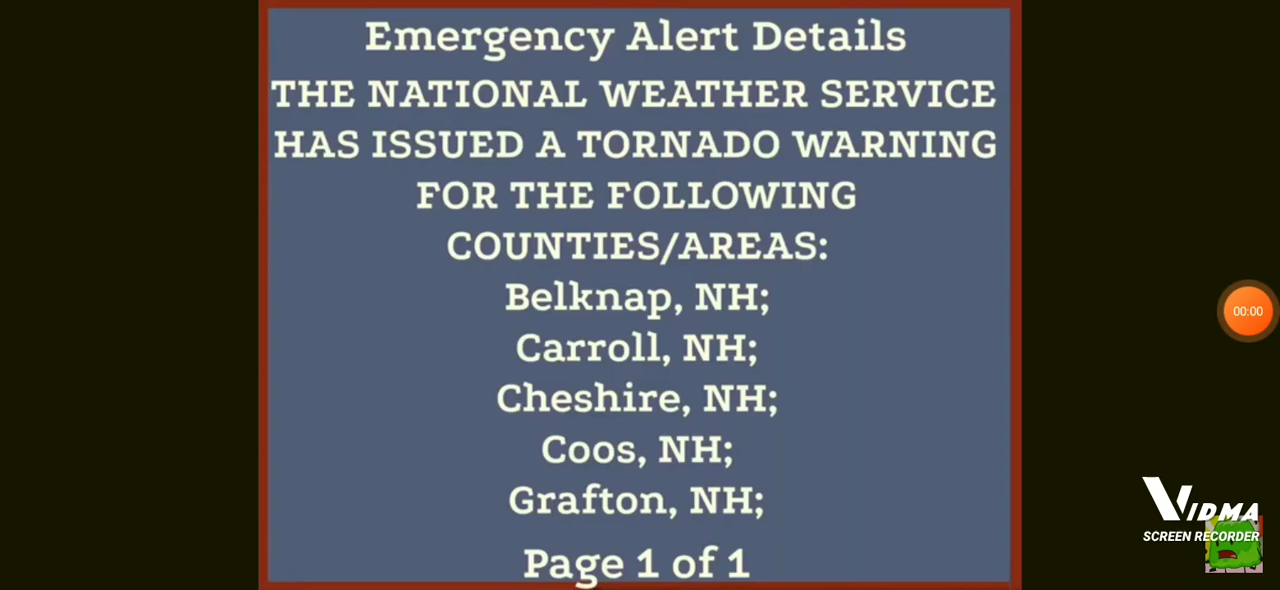 Emergency Alert Details
THE NATIONAL WEATHER SERVICE
HAS ISSUED A TORNADO WARNING
FOR THE FOLLOWING
COUNTIES/AREAS:
Belknap, NH;
Carroll, NH;
Cheshire, NH;
Coos, NH;
Grafton, NH;
Page 1 of 1
00:00
VIDMA
SCREEN RECORDER